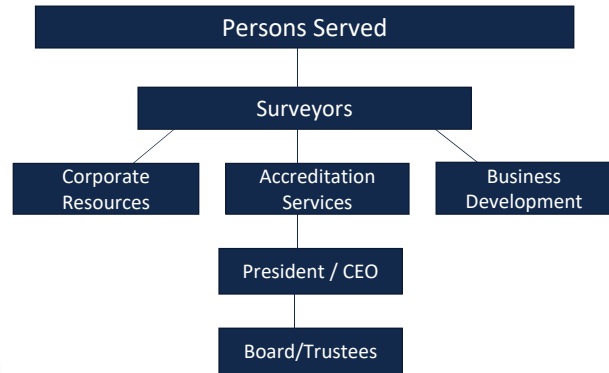 Persons Served
Surveyors
Corporate
Resources
Accreditation
Services
Business
Development
President / CEO
Board/Trustees